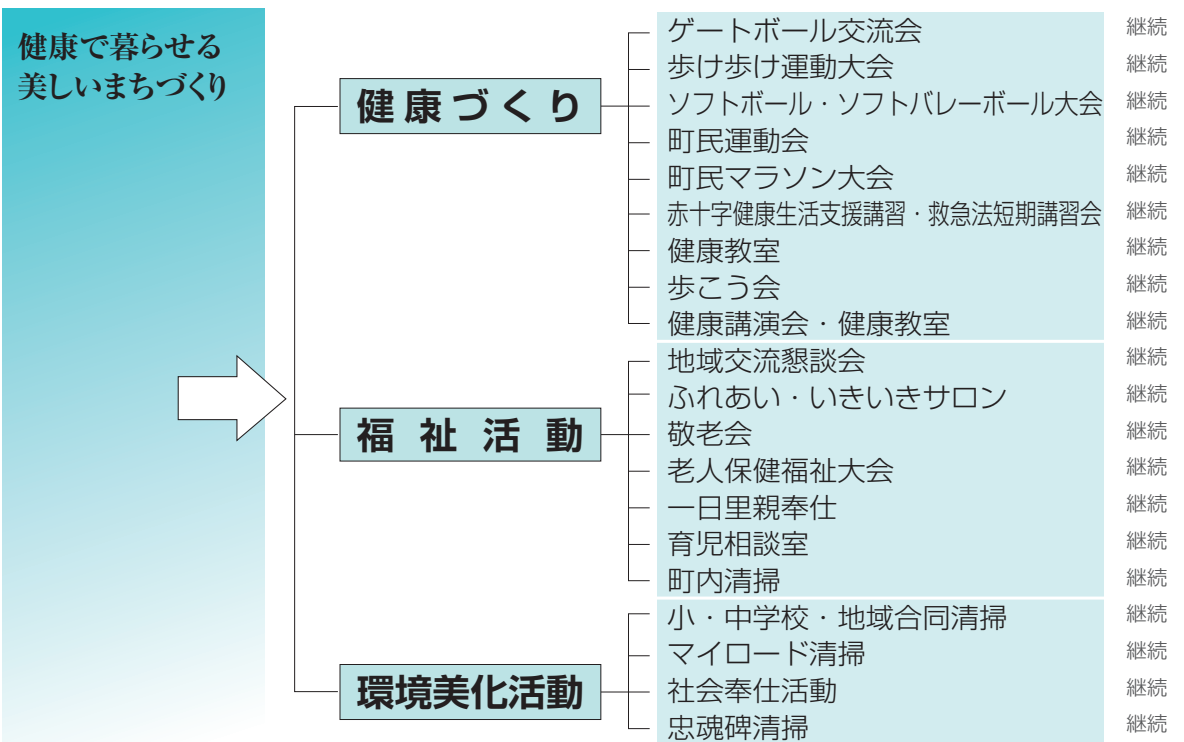 健康で暮らせる
美しいまちづくり
健康づくり
ゲートボール交流会 継続
歩け歩け運動大会 継続
ソフトボール・ソフトバレーボール大会 継続
町民運動会 継続
町民マラソン大会 継続
赤十字健康生活支援講習・救急法短期講習会 継続
健康教室 継続
歩こう会 継続
健康講演会・健康教室 継続
福祉活動
地域交流懇談会 継続
ふれあい・いきいきサロン 継続
敬老会 継続
老人保健福祉大会 継続
一日里親奉仕 継続
育児相談室 継続
町内清掃 継続
環境美化活動
小・中学校・地域合同清掃 継続
マイロード清掃 継続
社会奉仕活動 継続
忠魂碑清掃 継続